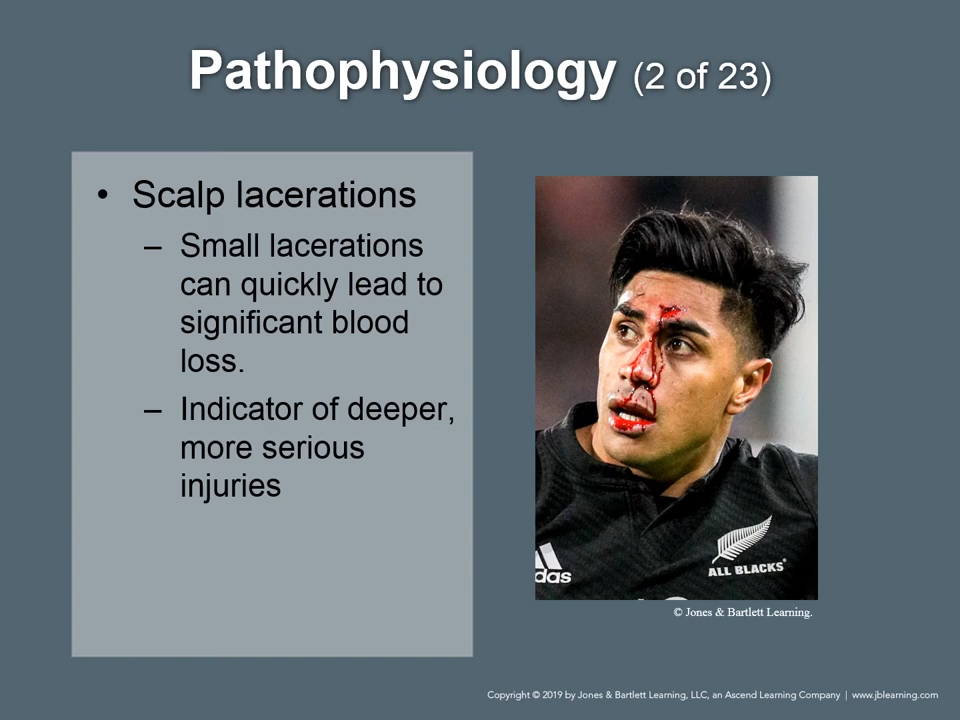 Pathophysiology (2 of 23)
• Scalp lacerations
– Small lacerations
can quickly lead to
significant blood
loss.
– Indicator of deeper,
more serious
injuries
adidas
ALL BLACKS
© Jones & Bartlett Learning.
Copyright © 2019 by Jones & Bartlett Learning, LLC, an Ascend Learning Company | www.jblearning.com